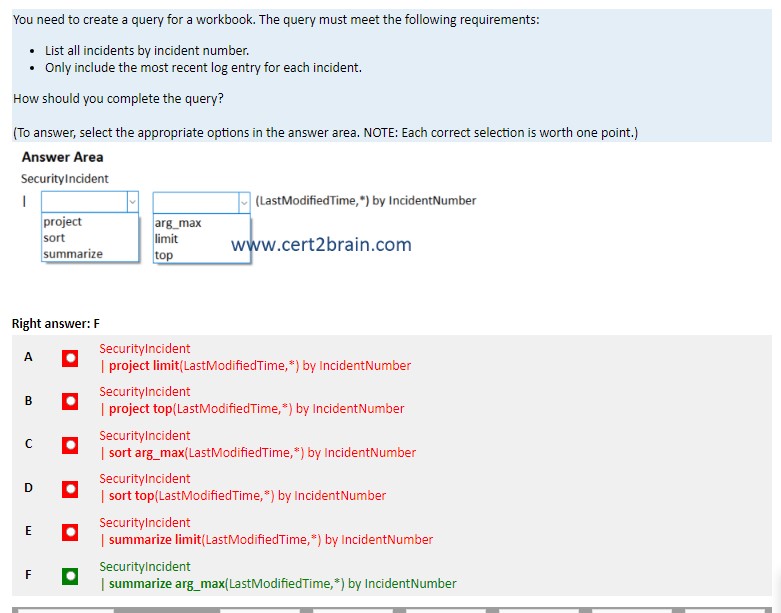 You need to create a query for a workbook. The query must meet the following requirements:
• List all incidents by incident number.
• Only include the most recent log entry for each incident.
How should you complete the query?
(To answer, select the appropriate options in the answer area. NOTE: Each correct selection is worth one point.)
Answer Area
SecurityIncident
| (LastModifiedTime,*) by IncidentNumber
project
sort
summarize
arg_max
limit
top
www.cert2brain.com
Right answer: F
A SecurityIncident
| project limit(LastModifiedTime,*) by IncidentNumber
B SecurityIncident
| project top(LastModifiedTime,*) by IncidentNumber
C SecurityIncident
| sort arg_max(LastModifiedTime,*) by IncidentNumber
D SecurityIncident
| sort top(LastModifiedTime,*) by IncidentNumber
E SecurityIncident
| summarize limit(LastModifiedTime,*) by IncidentNumber
F SecurityIncident
| summarize arg_max(LastModifiedTime,*) by IncidentNumber